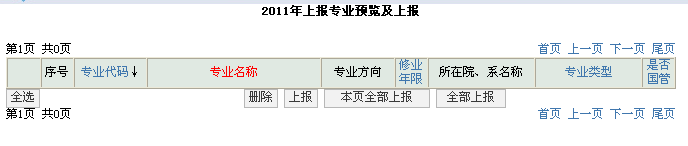 2011年上报专业预览及上报
第1页 共0页 首页 上一页 下一页 尾页
序号 专业代码↓ 专业名称 专业方向 修业年限 所在院、系名称 专业类型 是否国管
全选 删除 上报 本页全部上报 全部上报
第1页 共0页 首页 上一页 下一页 尾页